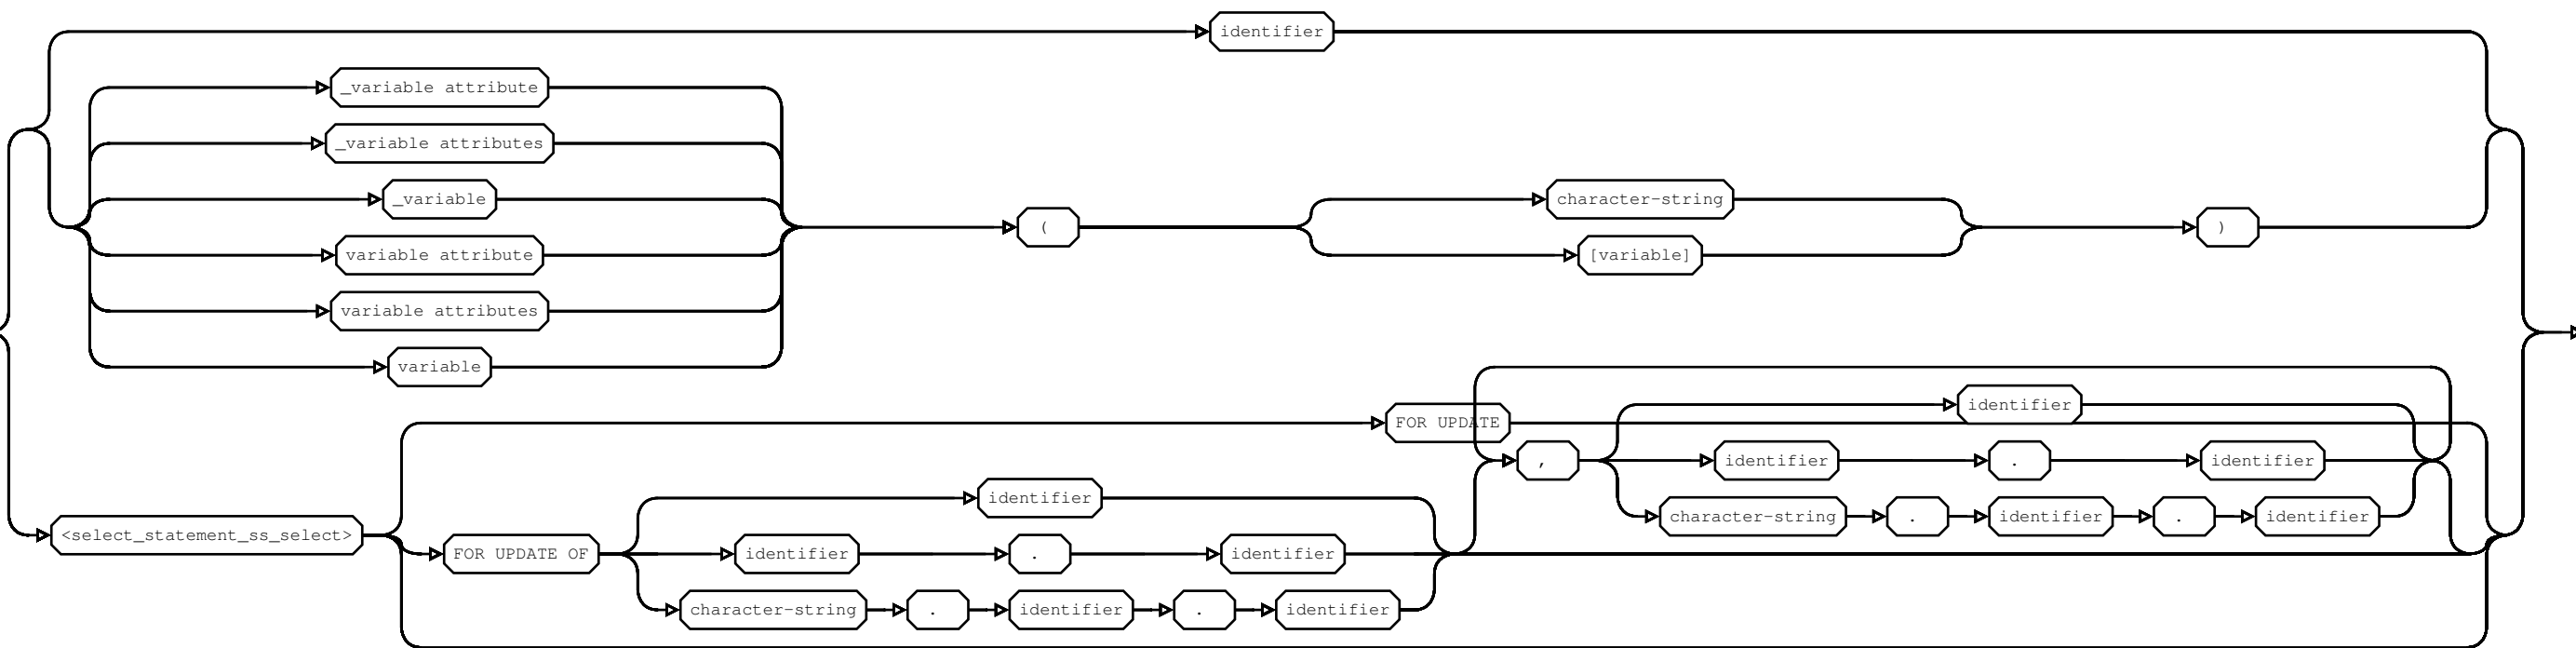 identifier
_variable attribute
_variable attributes
_variable
variable attribute
variable attributes
variable
(
character-string
[variable]
)
FOR UPDATE
identifier
, identifier . identifier
character-string . identifier . identifier
<select_statement_ss_select>
identifier
FOR UPDATE OF identifier . identifier
character-string . identifier . identifier